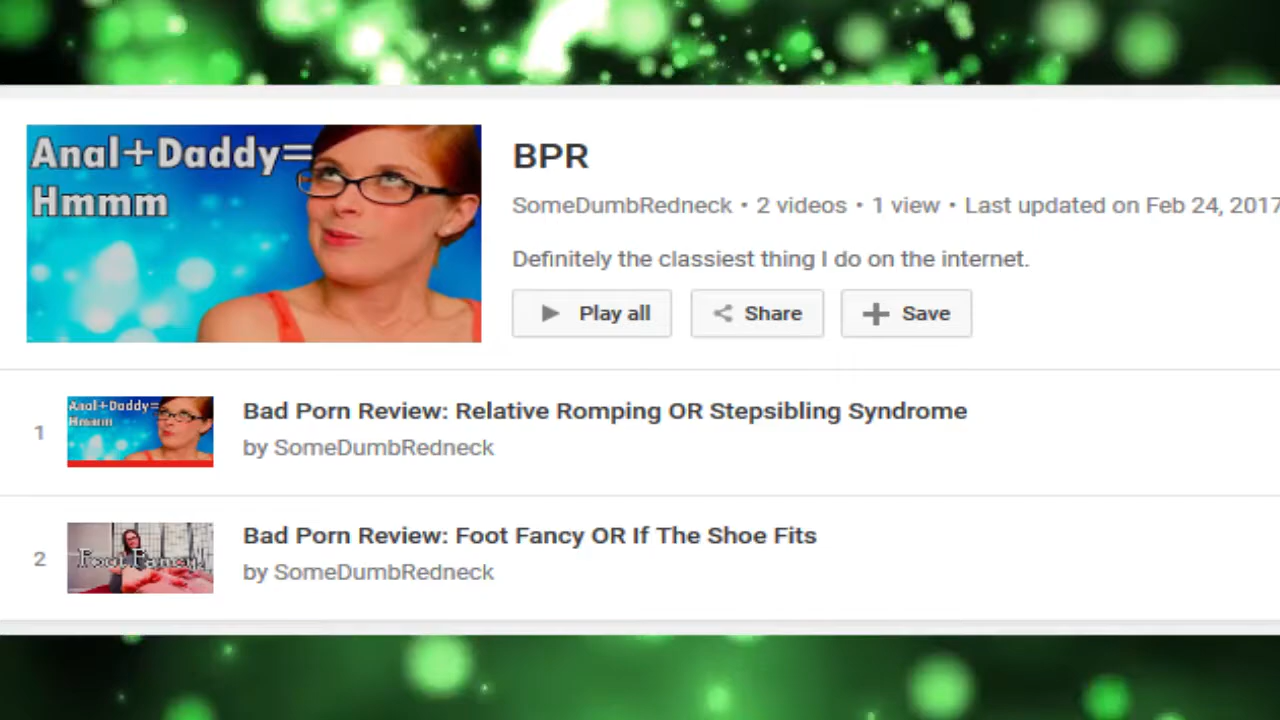 Anal+Daddy=
Hmmm
BPR
SomeDumbRedneck • 2 videos • 1 view • Last updated on Feb 24, 2017
Definitely the classiest thing I do on the internet.
Play all
Share
Save
1
Anal+Daddy=
Hmmm
Bad Porn Review: Relative Romping OR Stepsibling Syndrome
by SomeDumbRedneck
2
Foot Fancy!
Bad Porn Review: Foot Fancy OR If The Shoe Fits
by SomeDumbRedneck